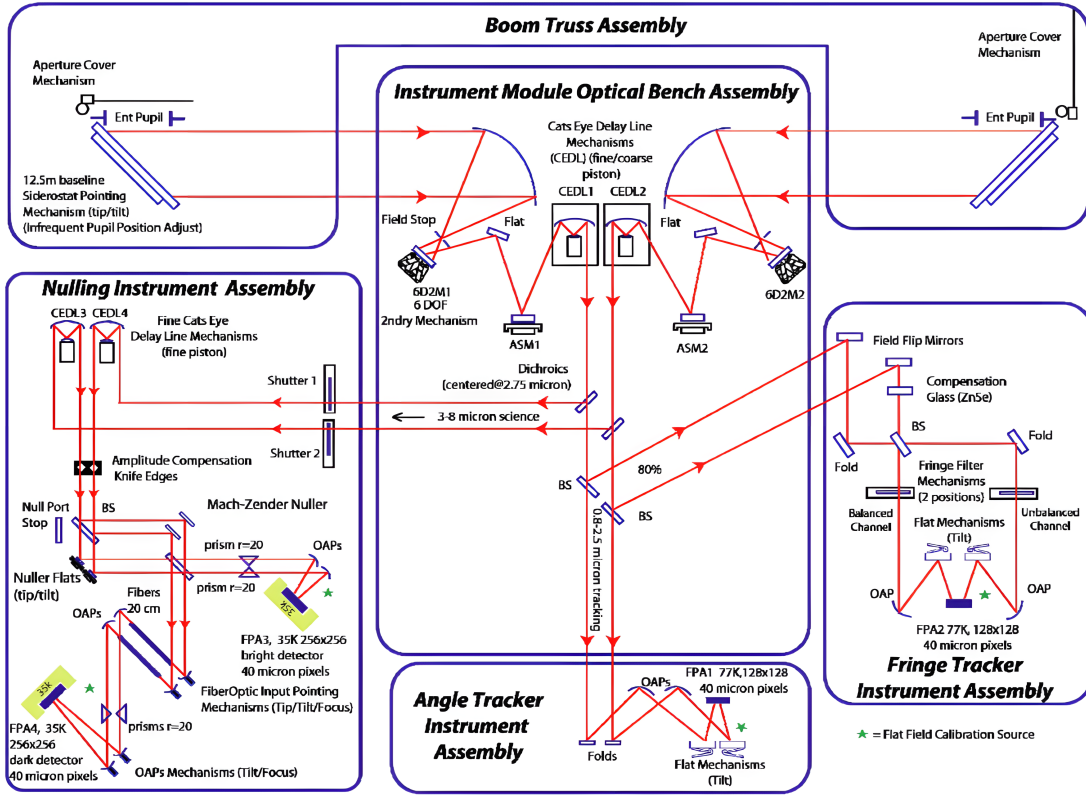 Boom Truss Assembly
Aperture Cover
Mechanism
Ent Pupil
12.5m baseline
Siderostat Pointing
Mechanism (tip/tilt)
(Infrequent Pupil Position Adjust)
Aperture Cover
Mechanism
Ent Pupil
Instrument Module Optical Bench Assembly
Cats Eye Delay Line
Mechanisms
(CEDL) (fine/coarse
piston)
CEDL1
CEDL2
Field Stop
Flat
Flat
6D2M1
6 DOF
2ndry Mechanism
6D2M2
ASM1
ASM2
Dichroics
(centered@2.75 micron)
3-8 micron science
80%
BS
BS
0.8-2.5 micron tracking
Nulling Instrument Assembly
CEDL3
CEDL4
Fine Cats Eye
Delay Line Mechanisms
(fine piston)
Shutter 1
Shutter 2
Amplitude Compensation
Knife Edges
Null Port
Stop
BS
Mach-Zender Nuller
prism r=20
OAPs
Nuller Flats
(tip/tilt)
prism r=20
Fibers
20 cm
OAPs
35k
FPA3, 35K 256x256
bright detector
40 micron pixels
FiberOptic Input Pointing
Mechanisms (Tip/Tilt/Focus)
35k
prisms r=20
FPA4, 35K
256x256
dark detector
40 micron pixels
OAPs Mechanisms (Tilt/Focus)
Angle Tracker
Instrument
Assembly
FPA1 77K,128x128
40 micron pixels
OAPs
Folds
Flat Mechanisms
(Tilt)
Field Flip Mirrors
Compensation
Glass (ZnSe)
BS
Fold
Fold
Fringe Filter
Mechanisms
(2 positions)
Balanced
Channel
Unbalanced
Channel
Flat Mechanisms
(Tilt)
OAP
OAP
FPA2 77K, 128x128
40 micron pixels
Fringe Tracker
Instrument Assembly
= Flat Field Calibration Source